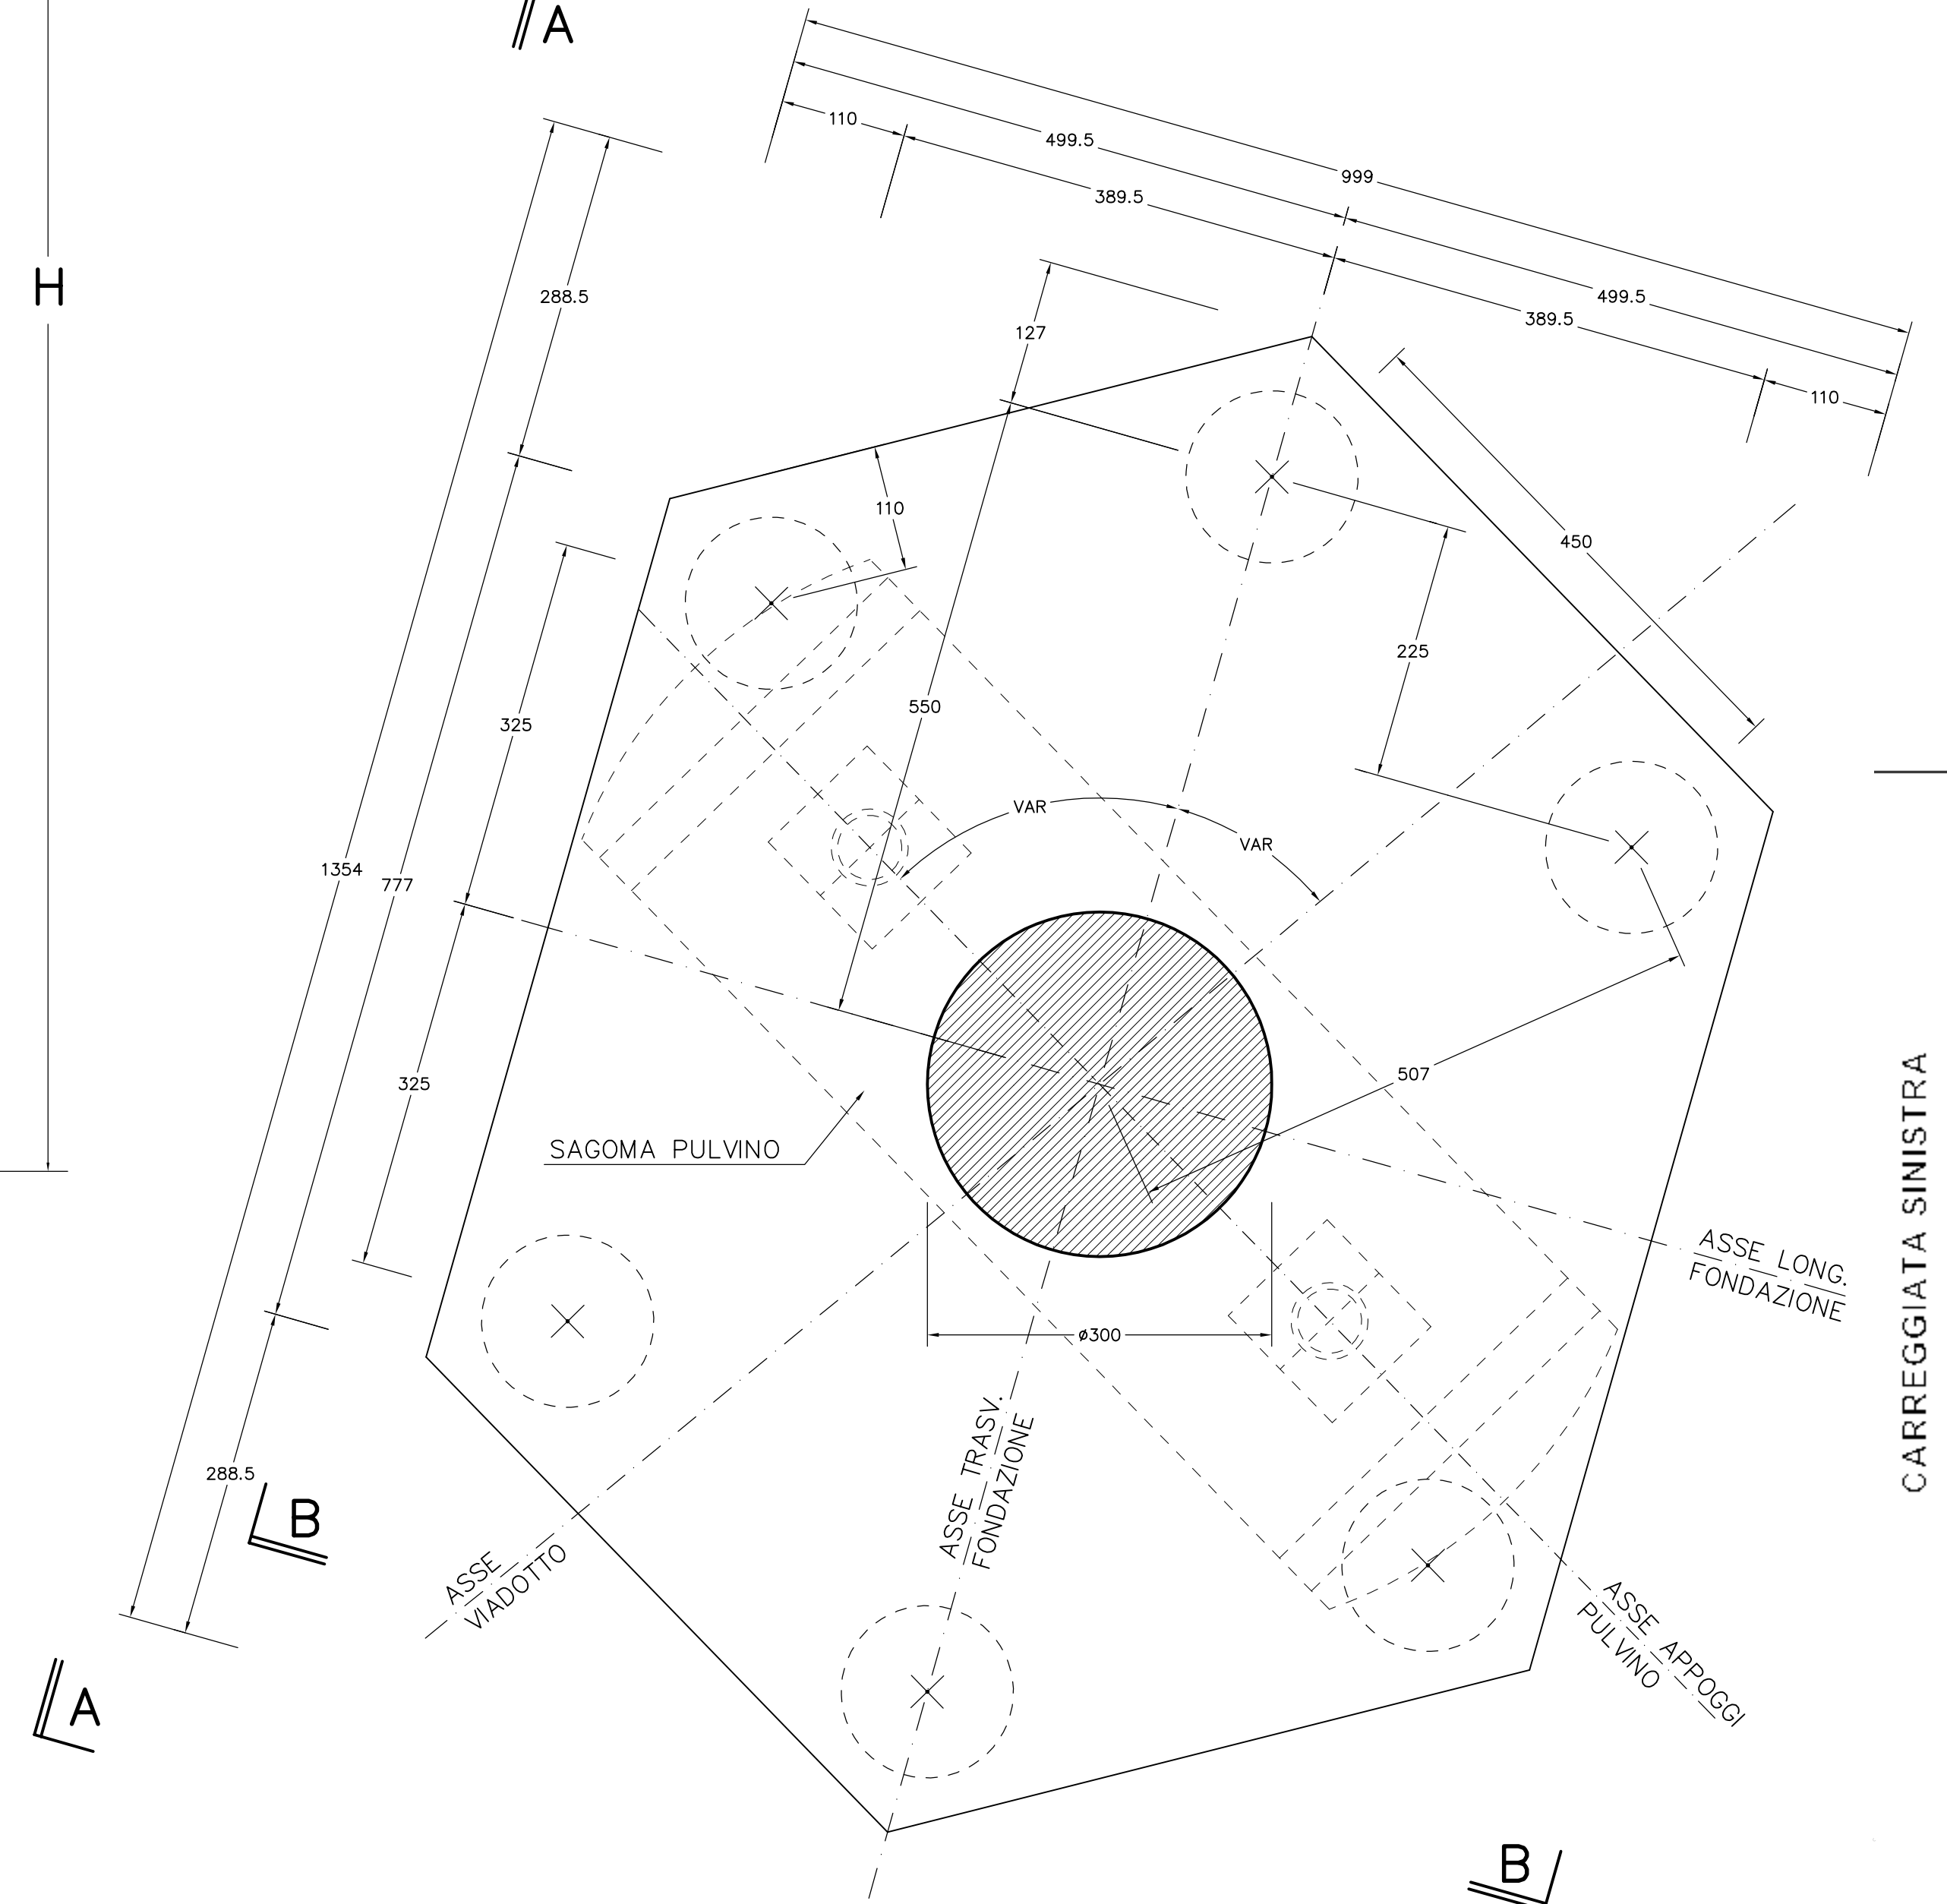 A
999
499.5
110
389.5
499.5
389.5
110
H
288.5
127
110
450
325
550
225
VAR
VAR
1354
777
507
325
SAGOMA PULVINO
ø300
ASSE LONG.
FONDAZIONE
CARREGGIATA SINISTRA
288.5
B
ASSE TRASV.
FONDAZIONE
ASSE
VIADOTTO
ASSE APPOGGI
PULVINO
A
B